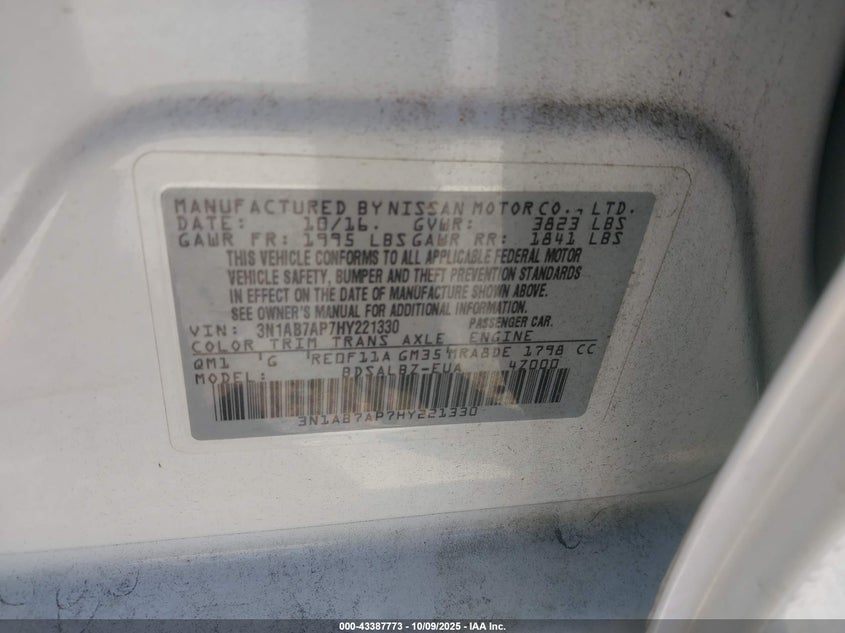 MANUFACTURED BY NISSAN MOTOR CO., LTD.
DATE: 10/16. GVWR: 3823 LBS
GAWR FR: 1995 LBS GAWR RR: 1841 LBS
THIS VEHICLE CONFORMS TO ALL APPLICABLE FEDERAL MOTOR
VEHICLE SAFETY, BUMPER AND THEFT PREVENTION STANDARDS
IN EFFECT ON THE DATE OF MANUFACTURE SHOWN ABOVE.
SEE OWNER'S MANUAL FOR ADDITIONAL INFORMATION.
VIN: 3N1AB7AP7HY221330 PASSENGER CAR.
COLOR TRIM TRANS AXLE ENGINE
QM1 G RE0F11A GM35 MRA8DE 1798 CC
MODEL: BDSALBZ-EUA 4Z000
3N1AB7AP7HY221330
000-43387773 - 10/09/2025 - IAA Inc.